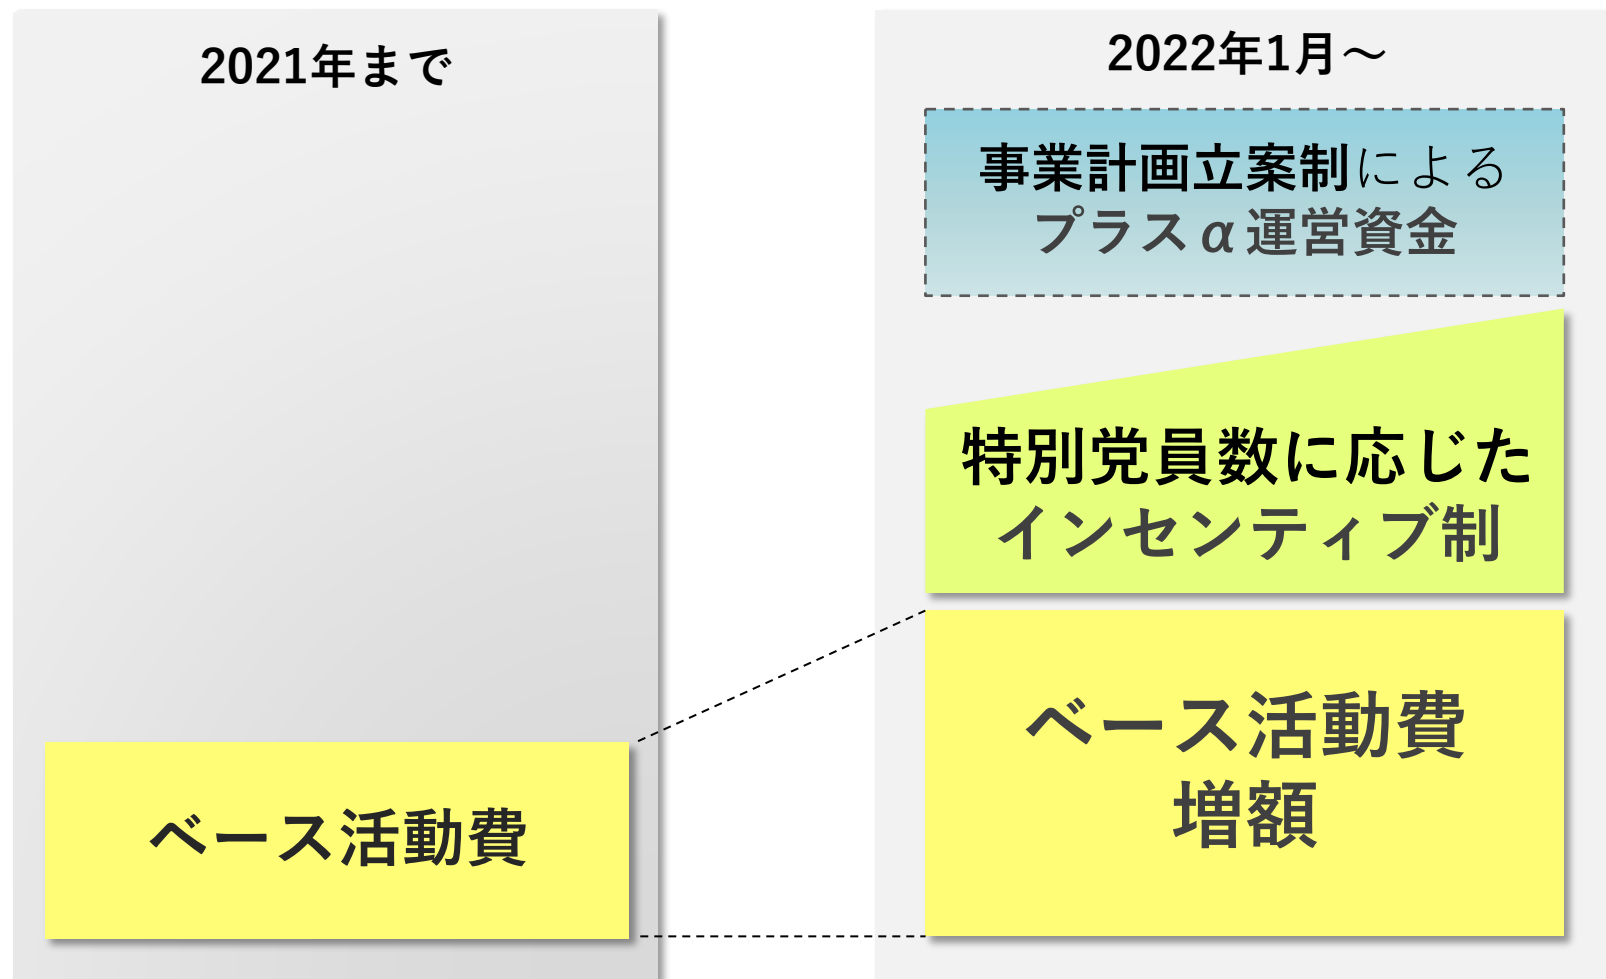 2021年まで
ベース活動費
2022年1月～
事業計画立案制による
プラスα運営資金
特別党員数に応じた
インセンティブ制
ベース活動費
増額